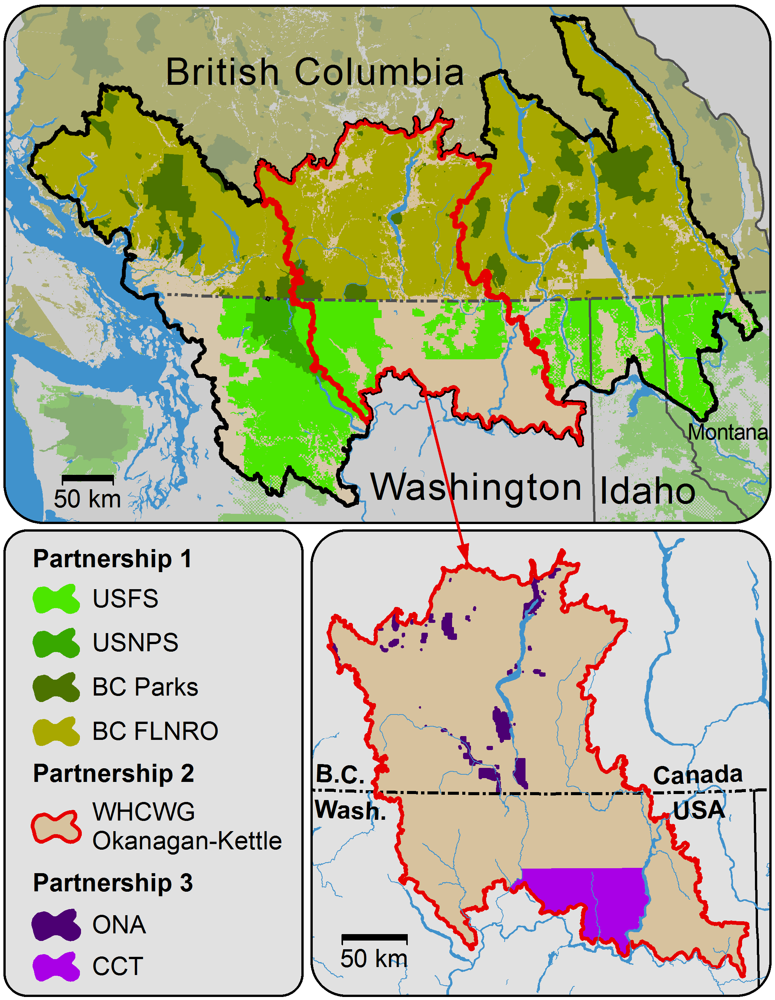 British Columbia
Montana
Washington
Idaho
50 km
Partnership 1
USFS
USNPS
BC Parks
BC FLNRO
Partnership 2
WHCWG
Okanagan-Kettle
Partnership 3
ONA
CCT
B.C.
Canada
Wash.
USA
50 km